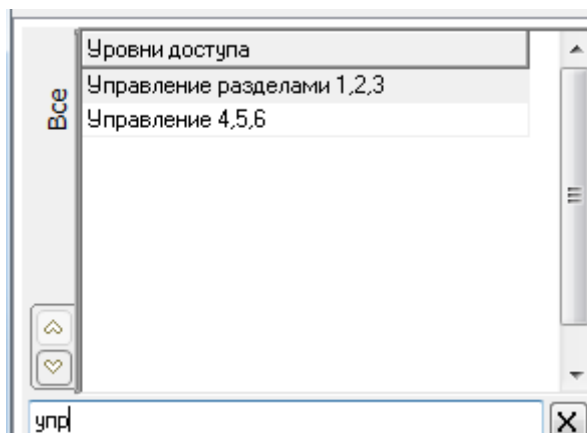 Все
Уровни доступа
Управление разделами 1,2,3
Управление 4,5,6
упр